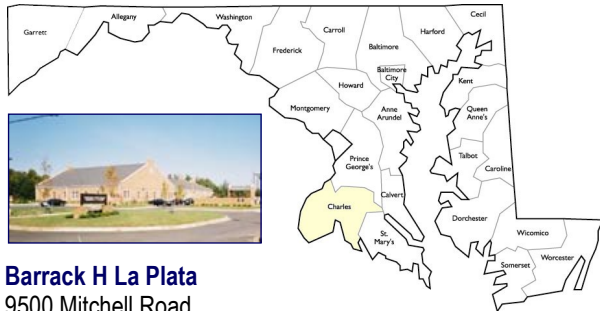 Garrett
Allegany
Washington
Frederick
Carroll
Baltimore
Harford
Cecil
Baltimore
City
Howard
Montgomery
Anne
Arundel
Kent
Queen
Anne's
Prince
George's
Talbot
Caroline
Calvert
Charles
St.
Mary's
Dorchester
Wicomico
Somerset
Worcester
Barrack H La Plata
9500 Mitchell Road